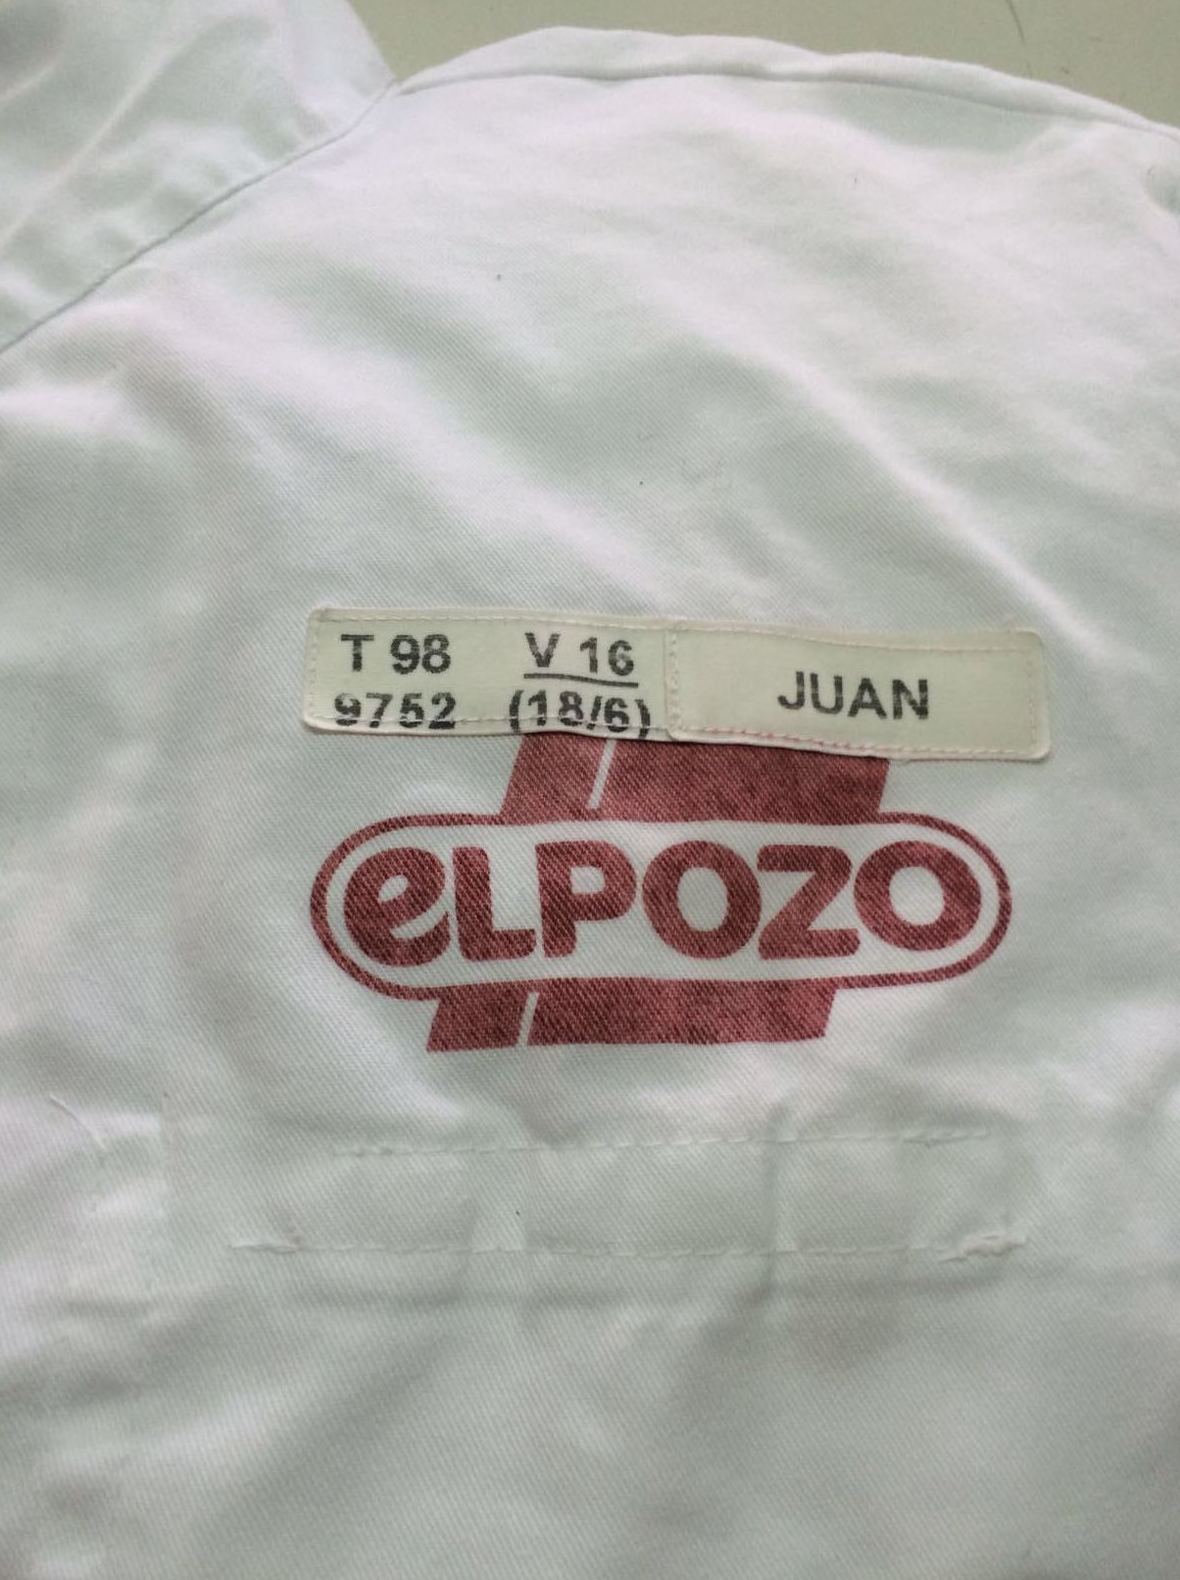 T 98 V 16
9752 (18/6)
JUAN
eLPOZO